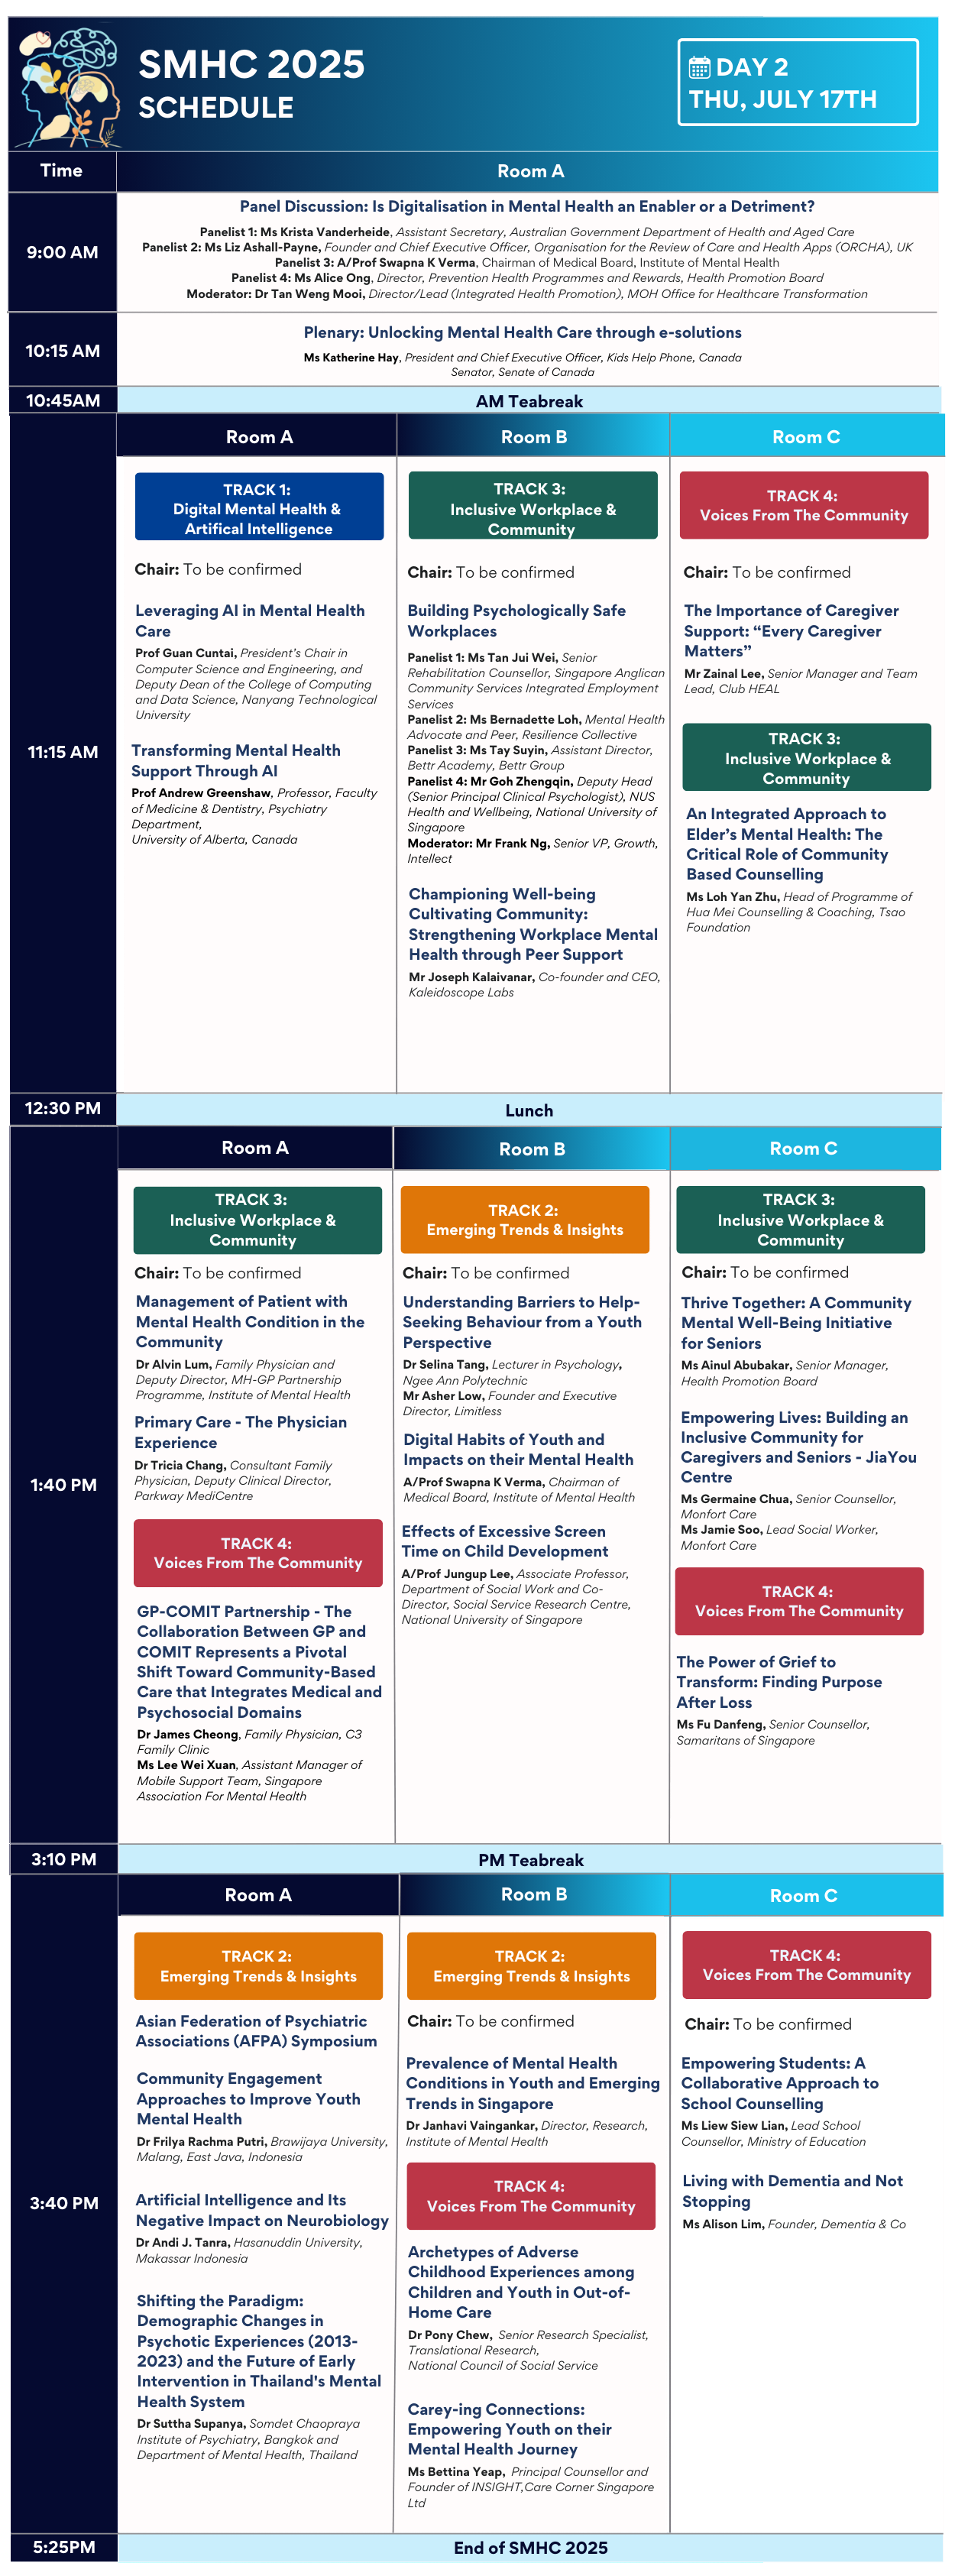 SMHC 2025
SCHEDULE
DAY 2
THU, JULY 17TH
Time
Room A
9:00 AM
Panel Discussion: Is Digitalisation in Mental Health an Enabler or a Detriment?
Panelist 1: Ms Krista Vanderheide, Assistant Secretary, Australian Government Department of Health and Aged Care
Panelist 2: Ms Liz Ashall-Payne, Founder and Chief Executive Officer, Organisation for the Review of Care and Health Apps (ORCHA), UK
Panelist 3: A/Prof Swapna K Verma, Chairman of Medical Board, Institute of Mental Health
Panelist 4: Ms Alice Ong, Director, Prevention Health Programmes and Rewards, Health Promotion Board
Moderator: Dr Tan Weng Mooi, Director/Lead (Integrated Health Promotion), MOH Office for Healthcare Transformation
10:15 AM
Plenary: Unlocking Mental Health Care through e-solutions
Ms Katherine Hay, President and Chief Executive Officer, Kids Help Phone, Canada
Senator, Senate of Canada
10:45AM
AM Teabreak
Room A
Room B
Room C
11:15 AM
TRACK 1:
Digital Mental Health &
Artifical Intelligence
Chair: To be confirmed
Leveraging AI in Mental Health
Care
Prof Guan Cuntai, President's Chair in
Computer Science and Engineering, and
Deputy Dean of the College of Computing
and Data Science, Nanyang Technological
University
Transforming Mental Health
Support Through AI
Prof Andrew Greenshaw, Professor, Faculty
of Medicine & Dentistry, Psychiatry
Department,
University of Alberta, Canada
TRACK 3:
Inclusive Workplace &
Community
Chair: To be confirmed
Building Psychologically Safe
Workplaces
Panelist 1: Ms Tan Jui Wei, Senior
Rehabilitation Counsellor, Singapore Anglican
Community Services Integrated Employment
Services
Panelist 2: Ms Bernadette Loh, Mental Health
Advocate and Peer, Resilience Collective
Panelist 3: Ms Tay Suyin, Assistant Director,
Bettr Academy, Bettr Group
Panelist 4: Mr Goh Zhengqin, Deputy Head
(Senior Principal Clinical Psychologist), NUS
Health and Wellbeing, National University of
Singapore
Moderator: Mr Frank Ng, Senior VP, Growth,
Intellect
Championing Well-being
Cultivating Community:
Strengthening Workplace Mental
Health through Peer Support
Mr Joseph Kalaivanar, Co-founder and CEO,
Kaleidoscope Labs
TRACK 4:
Voices From The Community
Chair: To be confirmed
The Importance of Caregiver
Support: “Every Caregiver
Matters”
Mr Zainal Lee, Senior Manager and Team
Lead, Club HEAL
TRACK 3:
Inclusive Workplace &
Community
An Integrated Approach to
Elder's Mental Health: The
Critical Role of Community
Based Counselling
Ms Loh Yan Zhu, Head of Programme of
Hua Mei Counselling & Coaching, Tsao
Foundation
12:30 PM
Lunch
Room A
Room B
Room C
1:40 PM
TRACK 3:
Inclusive Workplace &
Community
Chair: To be confirmed
Management of Patient with
Mental Health Condition in the
Community
Dr Alvin Lum, Family Physician and
Deputy Director, MH-GP Partnership
Programme, Institute of Mental Health
Primary Care - The Physician
Experience
Dr Tricia Chang, Consultant Family
Physician, Deputy Clinical Director,
Parkway MediCentre
TRACK 4:
Voices From The Community
GP-COMIT Partnership - The
Collaboration Between GP and
COMIT Represents a Pivotal
Shift Toward Community-Based
Care that Integrates Medical and
Psychosocial Domains
Dr James Cheong, Family Physician, C3
Family Clinic
Ms Lee Wei Xuan, Assistant Manager of
Mobile Support Team, Singapore
Association For Mental Health
TRACK 2:
Emerging Trends & Insights
Chair: To be confirmed
Understanding Barriers to Help-
Seeking Behaviour from a Youth
Perspective
Dr Selina Tang, Lecturer in Psychology,
Ngee Ann Polytechnic
Mr Asher Low, Founder and Executive
Director, Limitless
Digital Habits of Youth and
Impacts on their Mental Health
A/Prof Swapna K Verma, Chairman of
Medical Board, Institute of Mental Health
Effects of Excessive Screen
Time on Child Development
A/Prof Jungup Lee, Associate Professor,
Department of Social Work and Co-
Director, Social Service Research Centre,
National University of Singapore
TRACK 3:
Inclusive Workplace &
Community
Chair: To be confirmed
Thrive Together: A Community
Mental Well-Being Initiative
for Seniors
Ms Ainul Abubakar, Senior Manager,
Health Promotion Board
Empowering Lives: Building an
Inclusive Community for
Caregivers and Seniors - JiaYou
Centre
Ms Germaine Chua, Senior Counsellor,
Monfort Care
Ms Jamie Soo, Lead Social Worker,
Monfort Care
TRACK 4:
Voices From The Community
The Power of Grief to
Transform: Finding Purpose
After Loss
Ms Fu Danfeng, Senior Counsellor,
Samaritans of Singapore
3:10 PM
PM Teabreak
Room A
Room B
Room C
3:40 PM
TRACK 2:
Emerging Trends & Insights
Asian Federation of Psychiatric
Associations (AFPA) Symposium
Community Engagement
Approaches to Improve Youth
Mental Health
Dr Frilya Rachma Putri, Brawijaya University,
Malang, East Java, Indonesia
Artificial Intelligence and Its
Negative Impact on Neurobiology
Dr Andi J. Tanra, Hasanuddin University,
Makassar Indonesia
Shifting the Paradigm:
Demographic Changes in
Psychotic Experiences (2013-
2023) and the Future of Early
Intervention in Thailand's Mental
Health System
Dr Suttha Supanya, Somdet Chaopraya
Institute of Psychiatry, Bangkok and
Department of Mental Health, Thailand
TRACK 2:
Emerging Trends & Insights
Chair: To be confirmed
Prevalence of Mental Health
Conditions in Youth and Emerging
Trends in Singapore
Dr Janhavi Vaingankar, Director, Research,
Institute of Mental Health
TRACK 4:
Voices From The Community
Archetypes of Adverse
Childhood Experiences among
Children and Youth in Out-of-
Home Care
Dr Pony Chew, Senior Research Specialist,
Translational Research,
National Council of Social Service
Carey-ing Connections:
Empowering Youth on their
Mental Health Journey
Ms Bettina Yeap, Principal Counsellor and
Founder of INSIGHT,Care Corner Singapore
Ltd
TRACK 4:
Voices From The Community
Chair: To be confirmed
Empowering Students: A
Collaborative Approach to
School Counselling
Ms Liew Siew Lian, Lead School
Counsellor, Ministry of Education
Living with Dementia and Not
Stopping
Ms Alison Lim, Founder, Dementia & Co
5:25PM
End of SMHC 2025